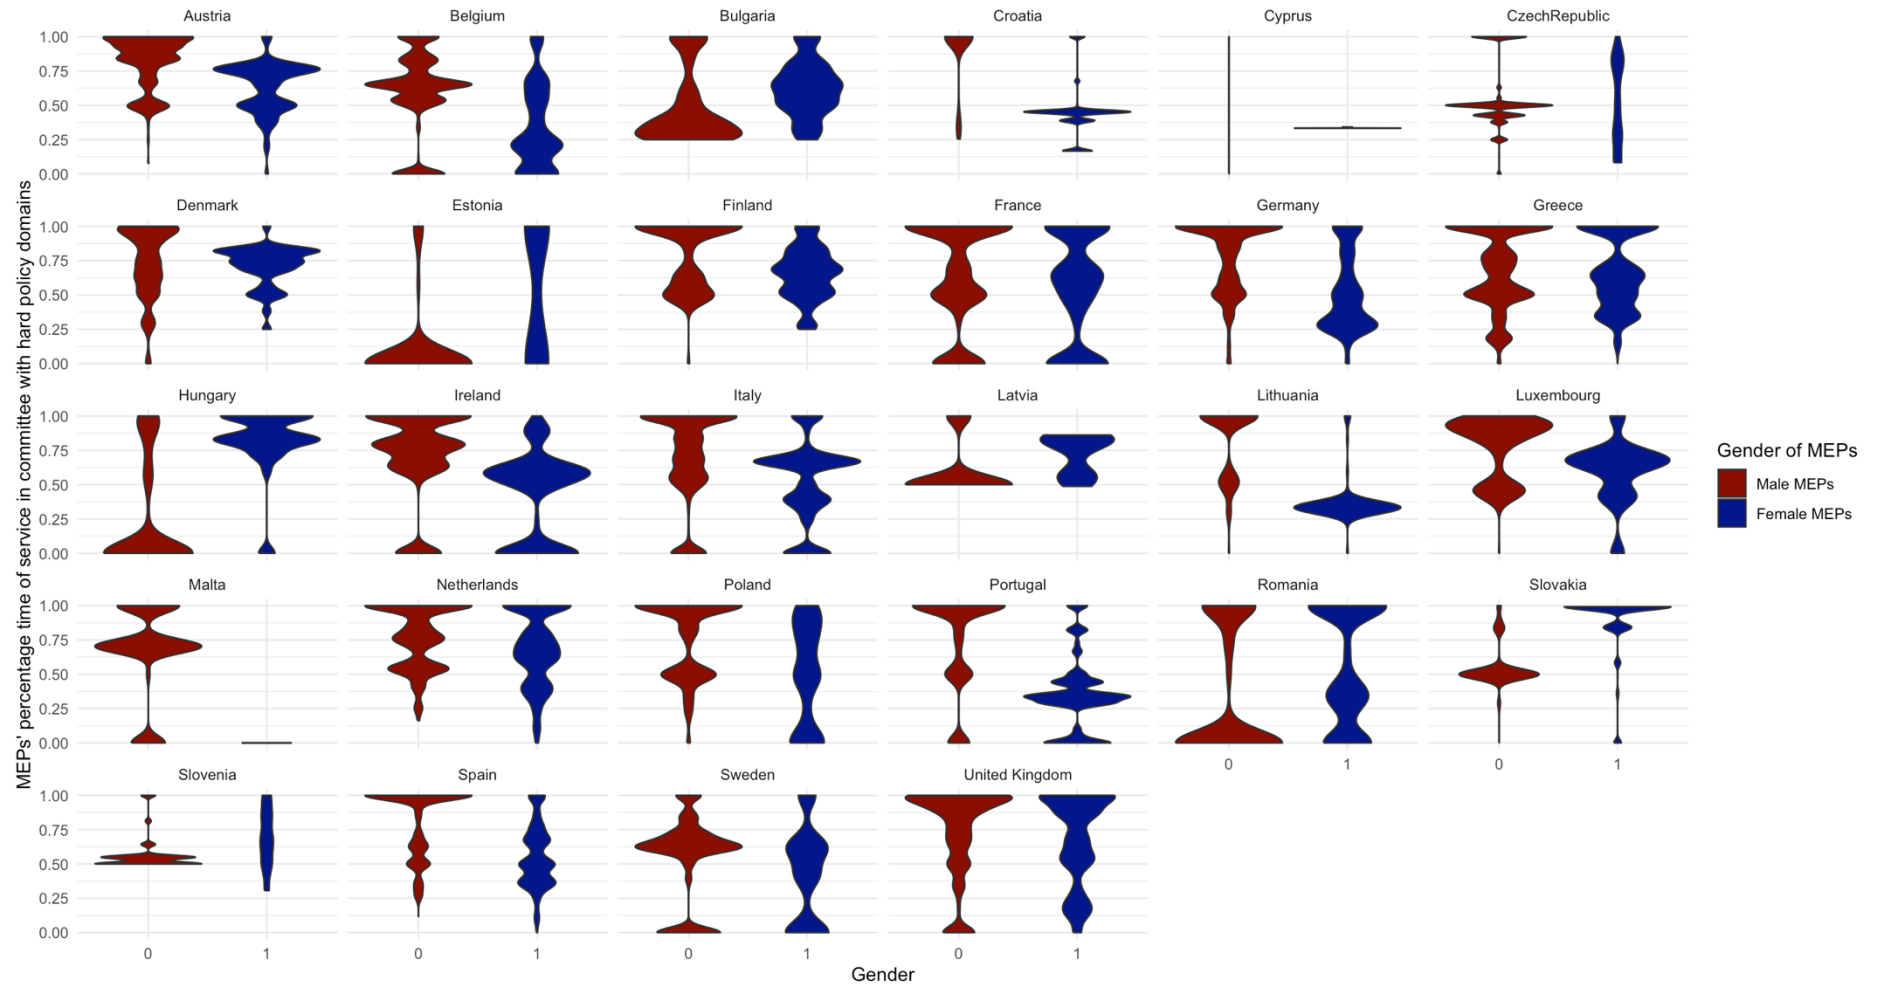 Austria Belgium Bulgaria Croatia Cyprus CzechRepublic
1.00
0.75
0.50
0.25
0.00
Denmark Estonia Finland France Germany Greece
1.00
0.75
0.50
0.25
0.00
Hungary Ireland Italy Latvia Lithuania Luxembourg
1.00
0.75
0.50
0.25
0.00
Malta Netherlands Poland Portugal Romania Slovakia
1.00
0.75
0.50
0.25
0.00
0 1 0 1
Slovenia Spain Sweden United Kingdom
1.00
0.75
0.50
0.25
0.00
0 1 0 1 0 1 0 1
Gender
MEPs' percentage time of service in committee with hard policy domains
Gender of MEPs
Male MEPs
Female MEPs